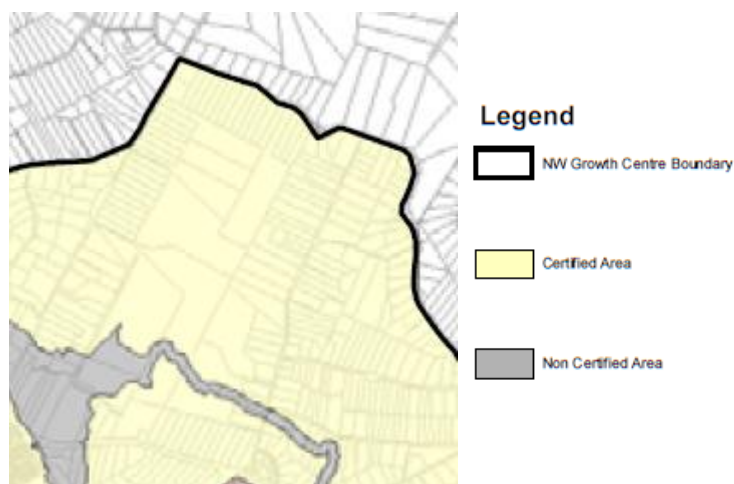 Legend
NW Growth Centre Boundary
Certified Area
Non Certified Area